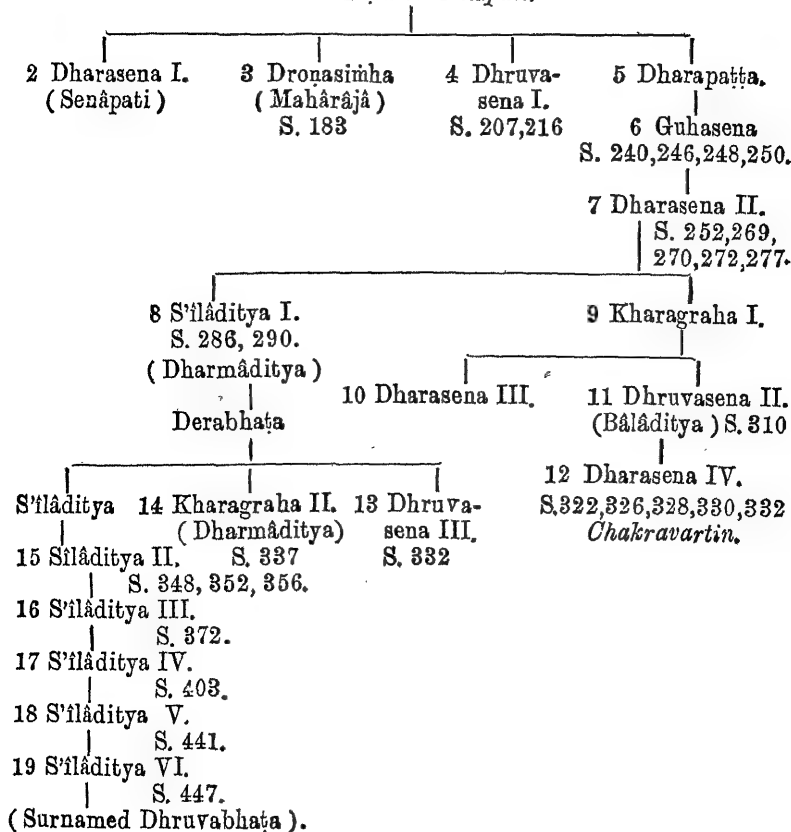 2 Dharasena I. 3 Droṇasiṁha 4 Dhruva- 5 Dharapaṭṭa.
(Senâpati) (Mahârâjâ) sena I.
S. 183 S. 207,216 6 Guhasena
S. 240,246,248,250.
7 Dharasena II.
S. 252,269,
270,272,277.
8 S'îlâditya I. 9 Kharagraha I.
S. 286, 290.
(Dharmâditya)
10 Dharasena III. 11 Dhruvasena II.
Derabhaṭa (Bâlâditya) S. 310
12 Dharasena IV.
S'îlâditya 14 Kharagraha II. 13 Dhruva- S.322,326,328,330,332
(Dharmâditya) sena III. Chakravartin.
15 Sîlâditya II. S. 337 S. 332
S. 348, 352, 356.
16 S'îlâditya III.
S. 372.
17 S'îlâditya IV.
S. 403.
18 S'îlâditya V.
S. 441.
19 S'îlâditya VI.
S. 447.
(Surnamed Dhruvabhaṭa).